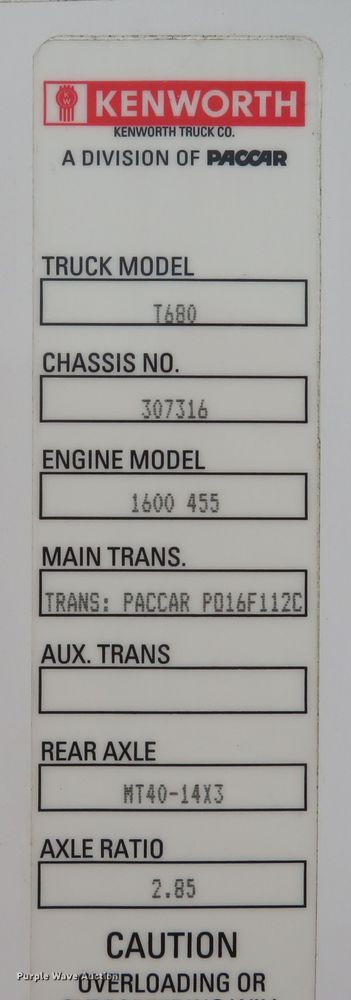 KW KENWORTH
KENWORTH TRUCK CO.
A DIVISION OF PACCAR
TRUCK MODEL
T680
CHASSIS NO.
307316
ENGINE MODEL
1600 455
MAIN TRANS.
TRANS: PACCAR PO16F112C
AUX. TRANS
REAR AXLE
MT40-14X3
AXLE RATIO
2.85
CAUTION
Purple Wave Auction
OVERLOADING OR